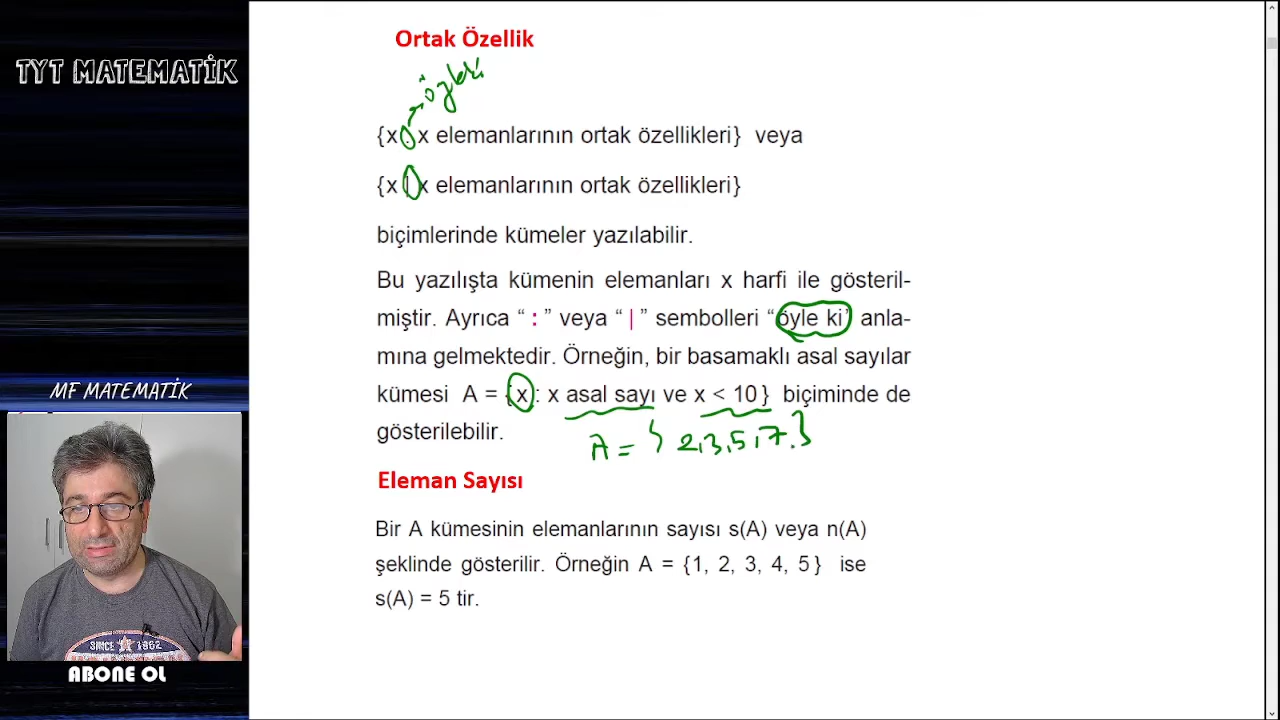 TYT MATEMATİK
MF MATEMATİK
SINCE 1862
ABONE OL
Ortak Özellik
öyleki
{x : x elemanlarının ortak özellikleri} veya
{x | x elemanlarının ortak özellikleri}
biçimlerinde kümeler yazılabilir.
Bu yazılışta kümenin elemanları x harfi ile gösteril-
miştir. Ayrıca “ : ” veya “ | ” sembolleri “öyle ki” anla-
mına gelmektedir. Örneğin, bir basamaklı asal sayılar
kümesi A = {x : x asal sayı ve x < 10} biçiminde de
gösterilebilir.
A = { 2,3,5,7.}
Eleman Sayısı
Bir A kümesinin elemanlarının sayısı s(A) veya n(A)
şeklinde gösterilir. Örneğin A = {1, 2, 3, 4, 5} ise
s(A) = 5 tir.